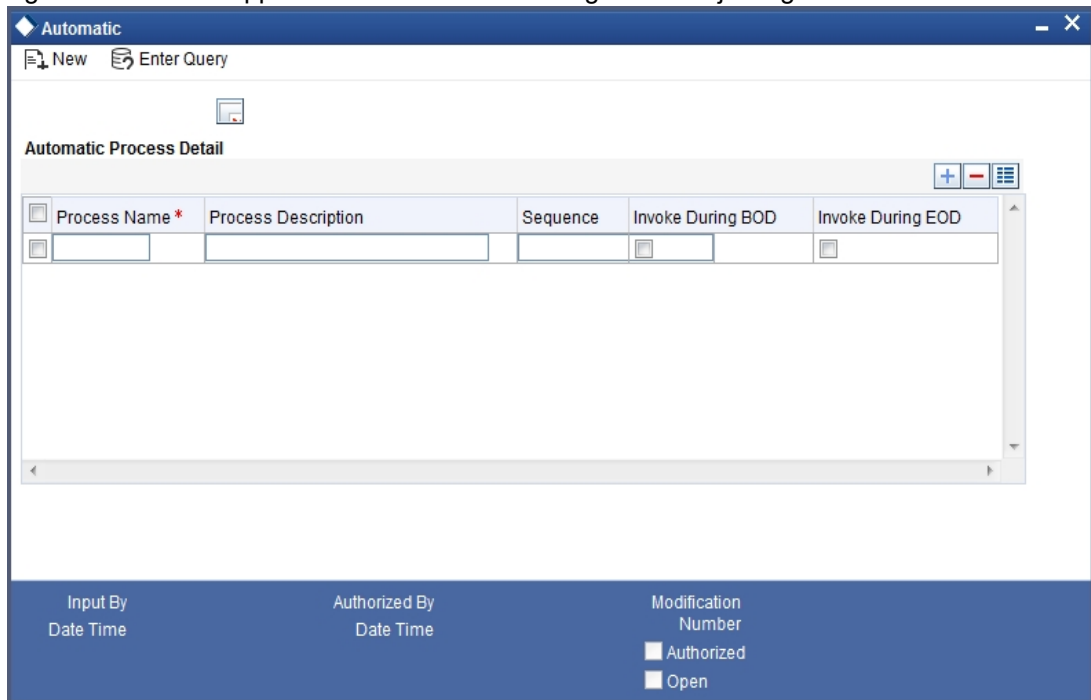 Automatic
New Enter Query
Automatic Process Detail
Process Name * Process Description Sequence Invoke During BOD Invoke During EOD
Input By Authorized By Modification
Date Time Date Time Number
Authorized
Open